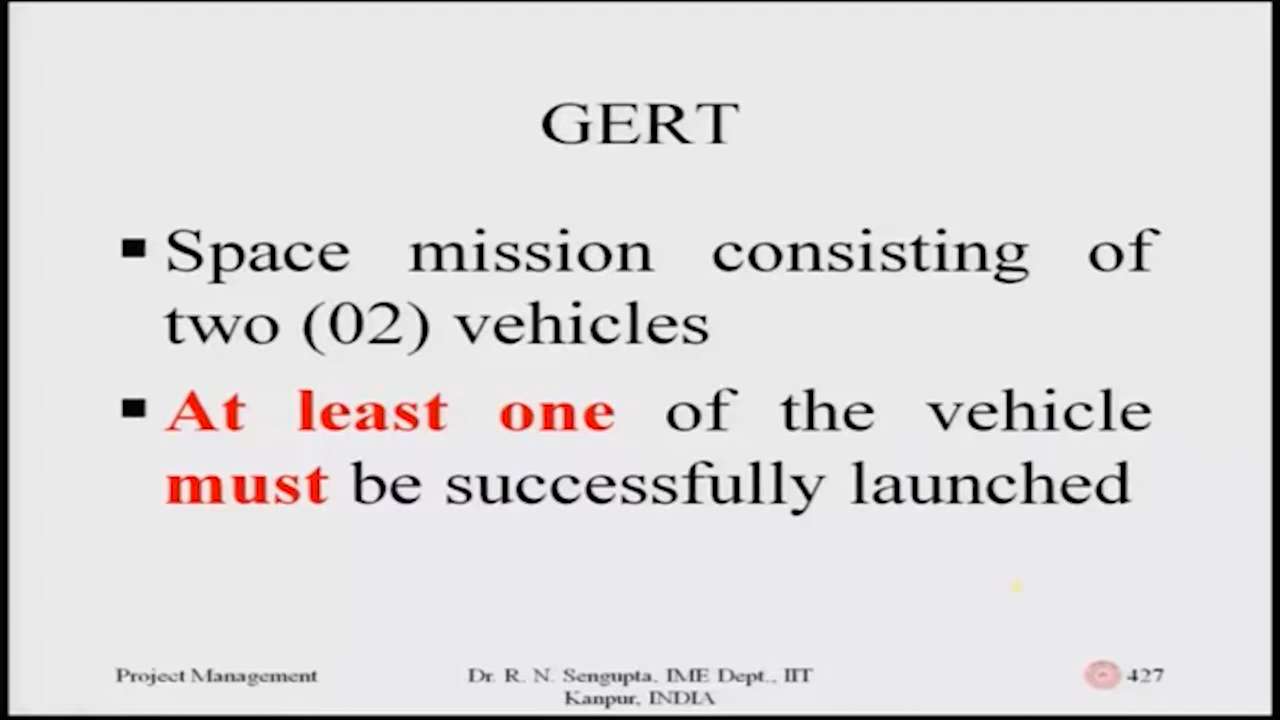 GERT
Space mission consisting of
two (02) vehicles
At least one of the vehicle
must be successfully launched
Project Management
Dr. R. N. Sengupta, IME Dept., IIT
Kanpur, INDIA
427